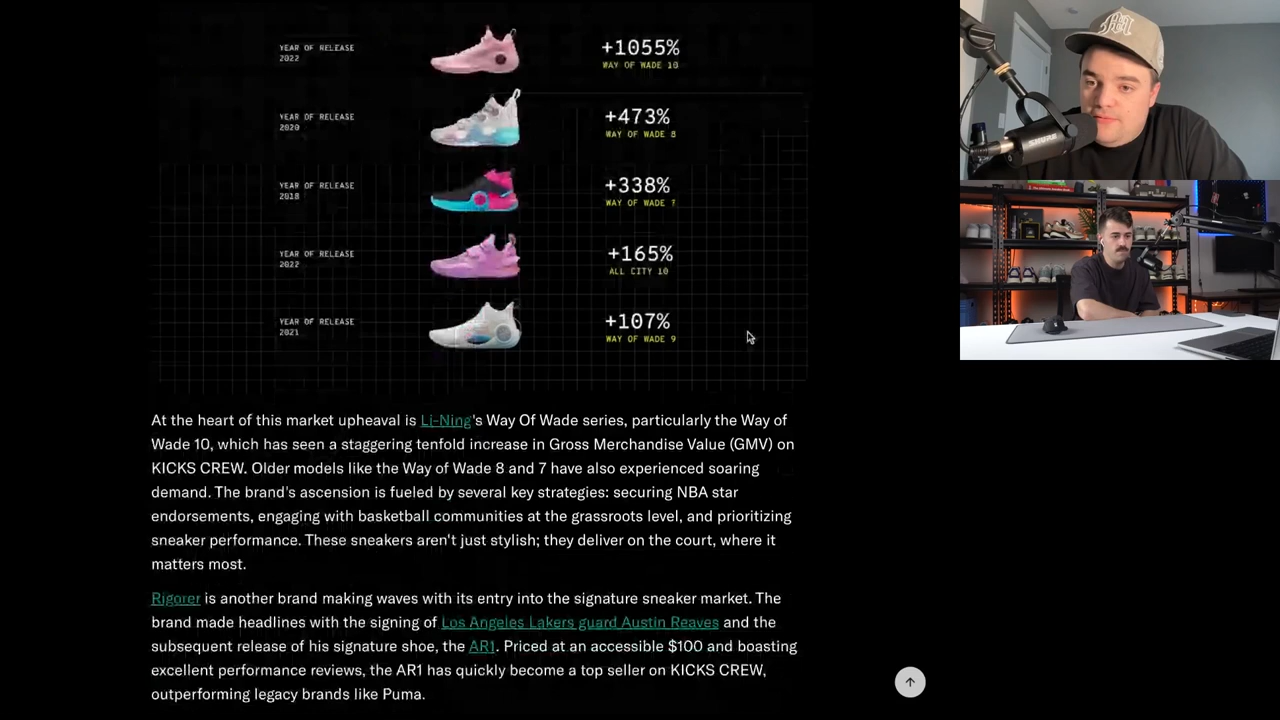 YEAR OF RELEASE
2022
+1055%
WAY OF WADE 10
YEAR OF RELEASE
2020
+473%
WAY OF WADE 8
YEAR OF RELEASE
2018
+338%
WAY OF WADE 7
YEAR OF RELEASE
2022
+165%
ALL CITY 10
YEAR OF RELEASE
2021
+107%
WAY OF WADE 9
At the heart of this market upheaval is Li-Ning's Way Of Wade series, particularly the Way of
Wade 10, which has seen a staggering tenfold increase in Gross Merchandise Value (GMV) on
KICKS CREW. Older models like the Way of Wade 8 and 7 have also experienced soaring
demand. The brand's ascension is fueled by several key strategies: securing NBA star
endorsements, engaging with basketball communities at the grassroots level, and prioritizing
sneaker performance. These sneakers aren't just stylish; they deliver on the court, where it
matters most.
Rigorer is another brand making waves with its entry into the signature sneaker market. The
brand made headlines with the signing of Los Angeles Lakers guard Austin Reaves and the
subsequent release of his signature shoe, the AR1. Priced at an accessible $100 and boasting
excellent performance reviews, the AR1 has quickly become a top seller on KICKS CREW,
outperforming legacy brands like Puma.
SHURE